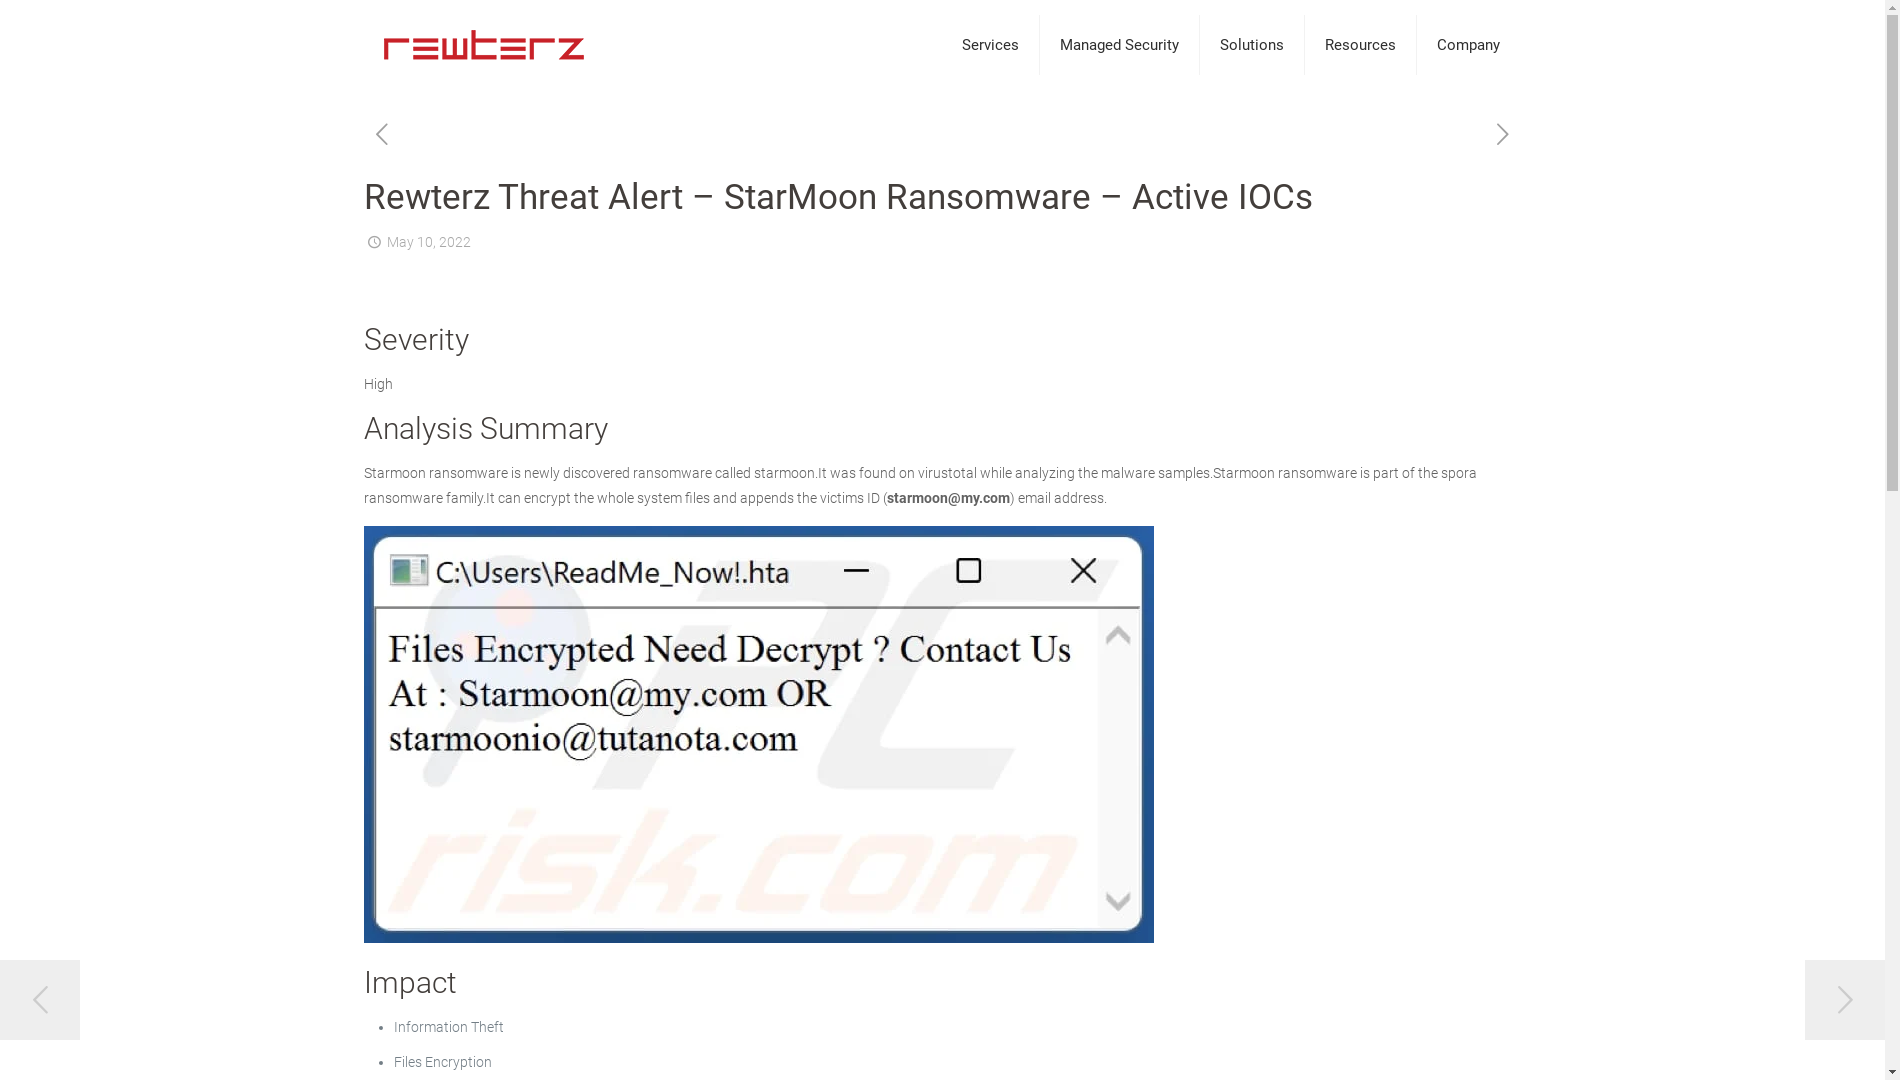 rewterz
Services
Managed Security
Solutions
Resources
Company
Rewterz Threat Alert – StarMoon Ransomware – Active IOCs
May 10, 2022
Severity
High
Analysis Summary
Starmoon ransomware is newly discovered ransomware called starmoon.It was found on virustotal while analyzing the malware samples.Starmoon ransomware is part of the spora
ransomware family.It can encrypt the whole system files and appends the victims ID (starmoon@my.com) email address.
C:\Users\ReadMe_Now!.hta
Files Encrypted Need Decrypt ? Contact Us
At : Starmoon@my.com OR
starmoonio@tutanota.com
PC
risk.com
Impact
Information Theft
Files Encryption